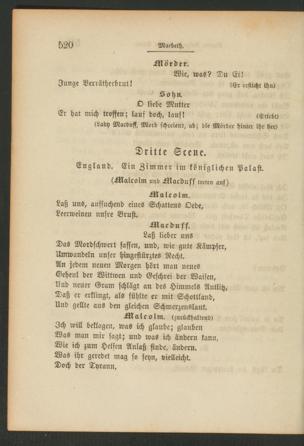 520
Macbeth.
Mörder.
Wie, was? Du Ei!
Junge Verrätherbrut! (Er ersticht ihn)
Sohn.
O liebe Mutter
Er hat mich troffen; lauf doch, lauf! (stirbt)
(Lady Macduff, Mord schreiend, ab; die Mörder hinter ihr her)
Dritte Scene.
England. Ein Zimmer im königlichen Palast.
(Malcolm und Macduff treten auf)
Malcolm.
Laß uns, aufsuchend eines Schattens Oede,
Leerweinen unsre Brust.
Macduff.
Laß lieber uns
Das Mordschwert fassen, und, wie gute Kämpfer,
Umwandeln unser hingestürztes Recht.
An jedem neuen Morgen hört man neues
Geheul der Wittwen und Geschrei der Waisen,
Und neuer Gram schlägt an des Himmels Antlitz,
Daß er erklingt, als fühlte er mit Schottland,
Und gellte aus den gleichen Schmerzenslaut.
Malcolm. (zurückhaltend)
Ich will beklagen, was ich glaube; glauben
Was man mir sagt; und was ich ändern kann,
Wie ich zum Helfen Anlaß finde, ändern.
Was ihr geredet mag so seyn, vielleicht.
Doch der Tyrann,